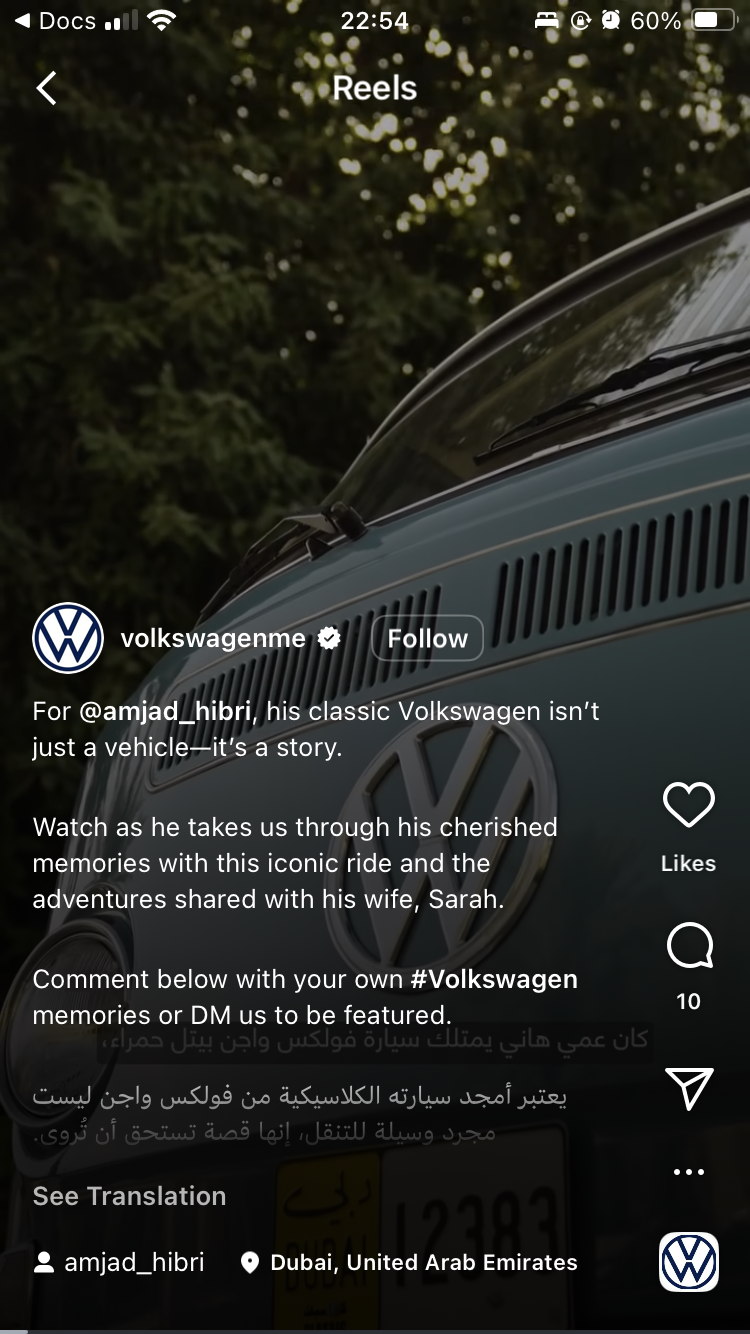 Docs
22:54
60%
Reels
volkswagenme
Follow
For @amjad_hibri, his classic Volkswagen isn't
just a vehicle—it's a story.
Watch as he takes us through his cherished
memories with this iconic ride and the
adventures shared with his wife, Sarah.
Comment below with your own #Volkswagen
memories or DM us to be featured.
كان عمي هاني يمتلك سيارة فولكس واجن بيتل حمراء،
يعتبر أمجد سيارته الكلاسيكية من فولكس واجن ليست
مجرد وسيلة للتنقل، إنها قصة تستحق أن تُروى.
See Translation
amjad_hibri
Dubai, United Arab Emirates
Likes
10
دبي
DUBAI
12383